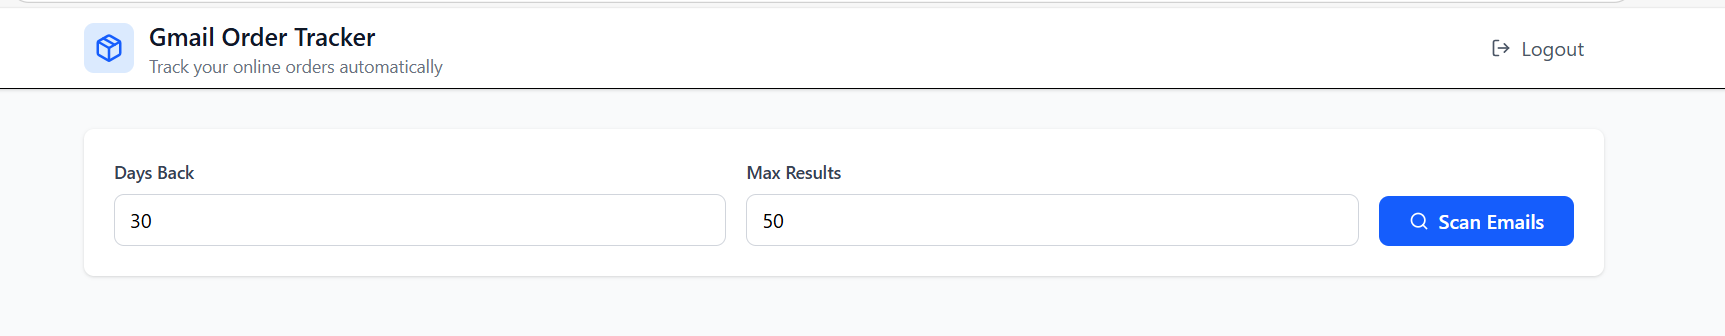 Gmail Order Tracker
Track your online orders automatically
Logout
Days Back
Max Results
30
50
Scan Emails